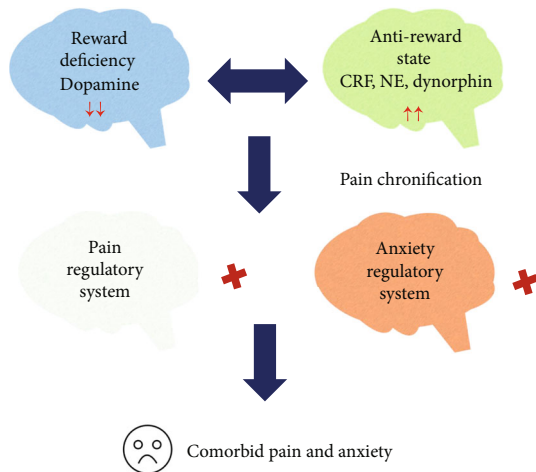 Reward
deficiency
Dopamine
↓↓
Anti-reward
state
CRF, NE, dynorphin
↑↑
Pain chronification
Pain
regulatory
system
Anxiety
regulatory
system
Comorbid pain and anxiety